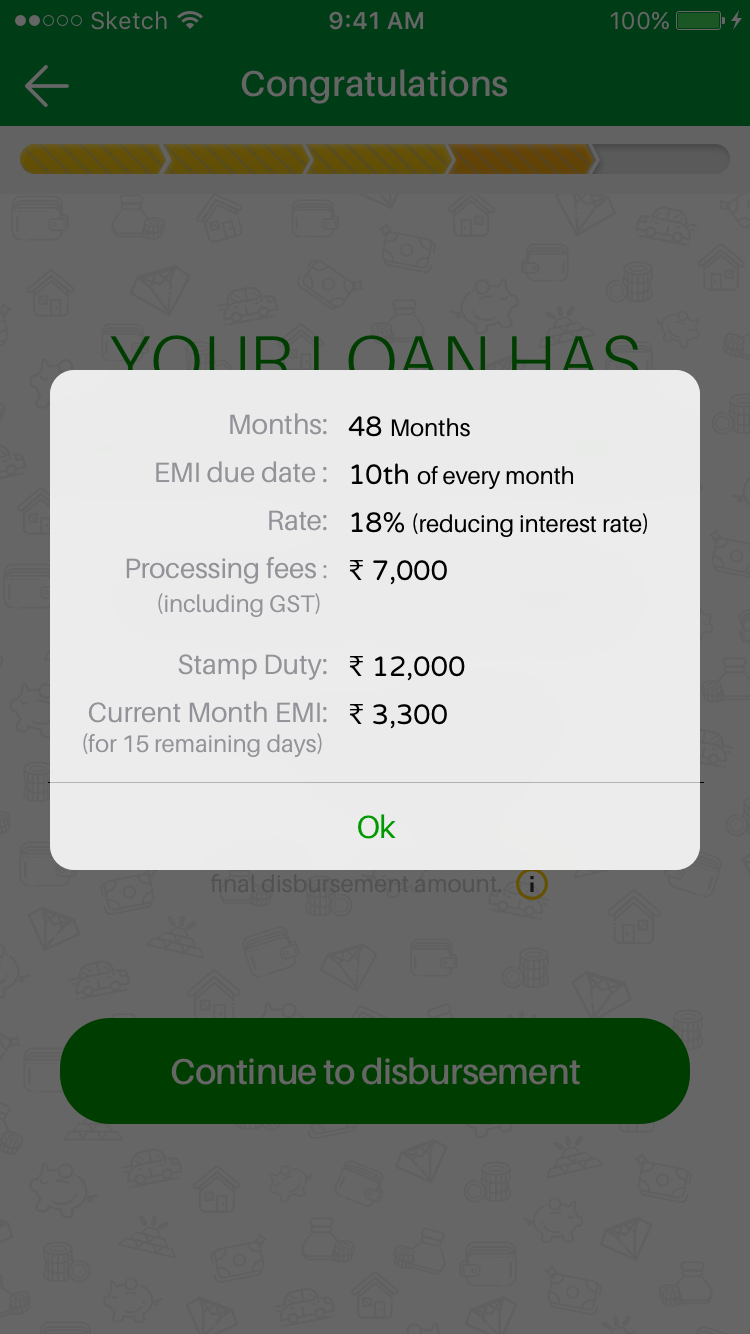 Sketch 9:41 AM 100%
Congratulations
YOUR LOAN HAS
Months: 48 Months
EMI due date : 10th of every month
Rate: 18% (reducing interest rate)
Processing fees : ₹ 7,000
(including GST)
Stamp Duty: ₹ 12,000
Current Month EMI: ₹ 3,300
(for 15 remaining days)
Ok
final disbursement amount. i
Continue to disbursement